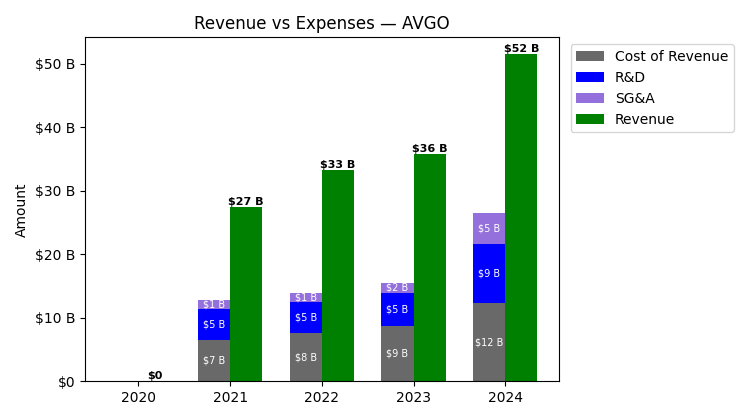 Revenue vs Expenses — AVGO
Cost of Revenue
R&D
SG&A
Revenue
Amount
$50 B
$40 B
$30 B
$20 B
$10 B
$0
$0
$27 B
$1 B
$5 B
$7 B
$33 B
$1 B
$5 B
$8 B
$36 B
$2 B
$5 B
$9 B
$52 B
$5 B
$9 B
$12 B
2020 2021 2022 2023 2024